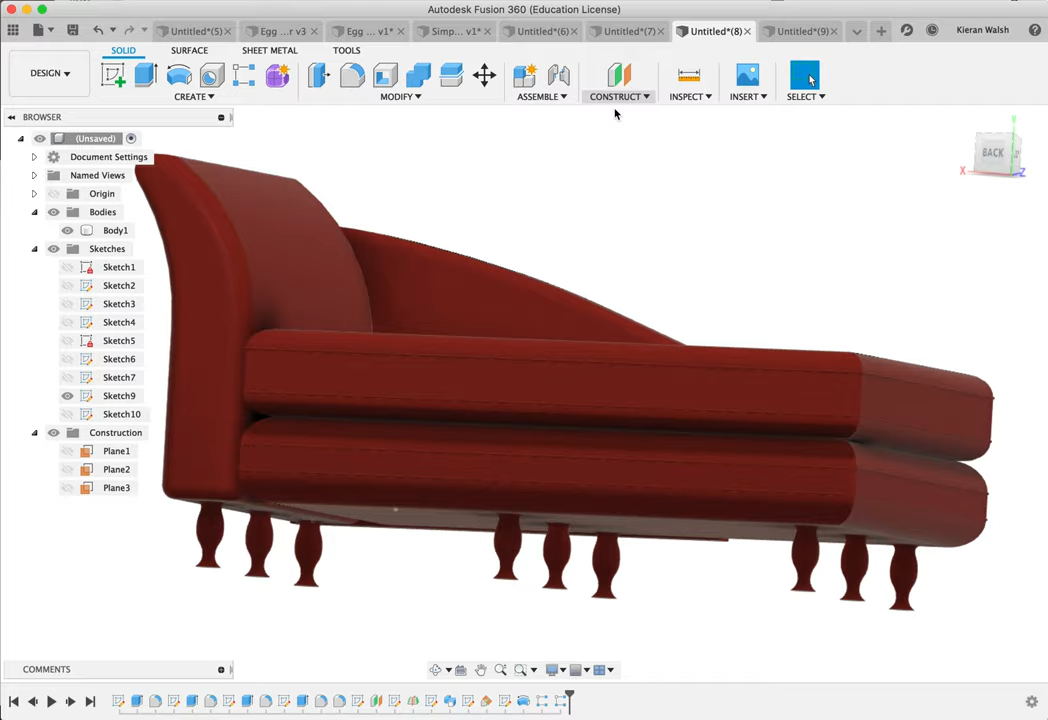 Autodesk Fusion 360 (Education License)
Untitled*(5) Egg ...r v3 Egg ... v1* Simp... v1* Untitled*(6) Untitled*(7) Untitled*(8) Untitled*(9) Kieran Walsh
SOLID SURFACE SHEET METAL TOOLS
DESIGN
CREATE MODIFY ASSEMBLE CONSTRUCT INSPECT INSERT SELECT
BROWSER
(Unsaved)
Document Settings
Named Views
Origin
Bodies
Body1
Sketches
Sketch1
Sketch2
Sketch3
Sketch4
Sketch5
Sketch6
Sketch7
Sketch9
Sketch10
Construction
Plane1
Plane2
Plane3
BACK
X Y Z
COMMENTS